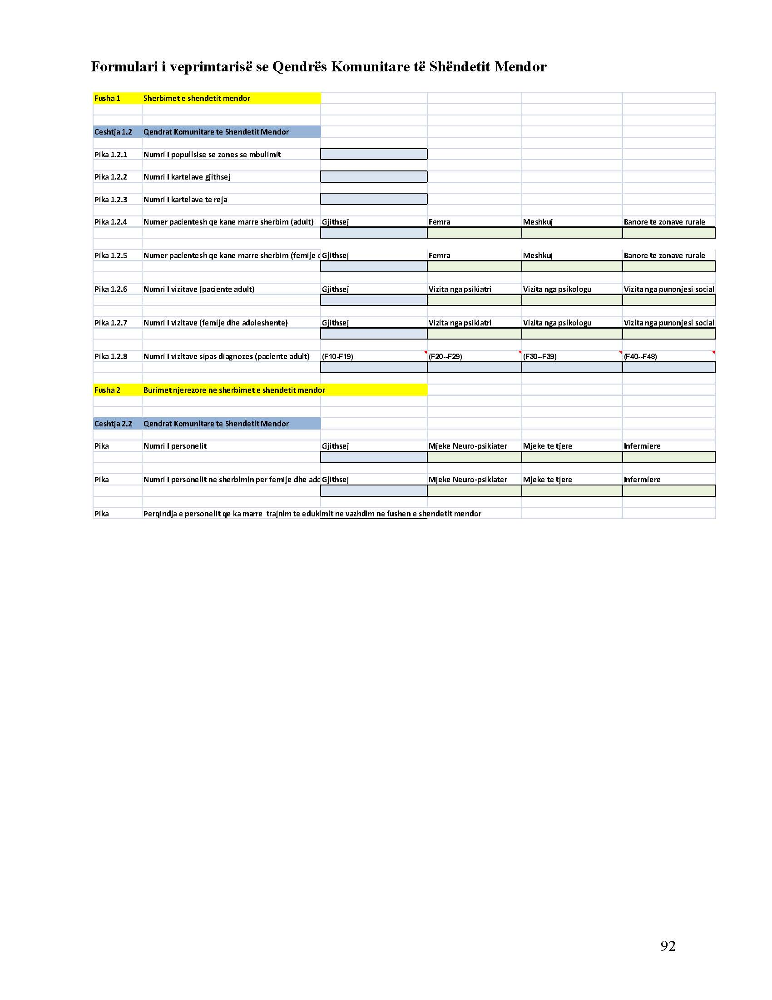 Formulari i veprimtarisë se Qendrës Komunitare të Shëndetit Mendor
Fusha 1 Sherbimet e shendetit mendor
Ceshtja 1.2 Qendrat Komunitare te Shendetit Mendor
Pika 1.2.1 Numri I popullsise se zones se mbulimit
Pika 1.2.2 Numri I kartelave gjithsej
Pika 1.2.3 Numri I kartelave te reja
Pika 1.2.4 Numer pacientesh qe kane marre sherbim (adult) Gjithsej Femra Meshkuj Banore te zonave rurale
Pika 1.2.5 Numer pacientesh qe kane marre sherbim (femije Gjithsej Femra Meshkuj Banore te zonave rurale
Pika 1.2.6 Numri I vizitave (paciente adult) Gjithsej Vizita nga psikiatri Vizita nga psikologu Vizita nga punonjesi social
Pika 1.2.7 Numri I vizitave (femije dhe adoleshente) Gjithsej Vizita nga psikiatri Vizita nga psikologu Vizita nga punonjesi social
Pika 1.2.8 Numri I vizitave sipas diagnozes (paciente adult) (F10-F19) (F20--F29) (F30--F39) (F40--F48)
Fusha 2 Burimet njerezore ne sherbimet e shendetit mendor
Ceshtja 2.2 Qendrat Komunitare te Shendetit Mendor
Pika Numri I personelit Gjithsej Mjeke Neuro-psikiater Mjeke te tjere Infermiere
Pika Numri I personelit ne sherbimin per femije dhe ado Gjithsej Mjeke Neuro-psikiater Mjeke te tjere Infermiere
Pika Perqindja e personelit qe ka marre trajnim te edukimit ne vazhdim ne fushen e shendetit mendor
92